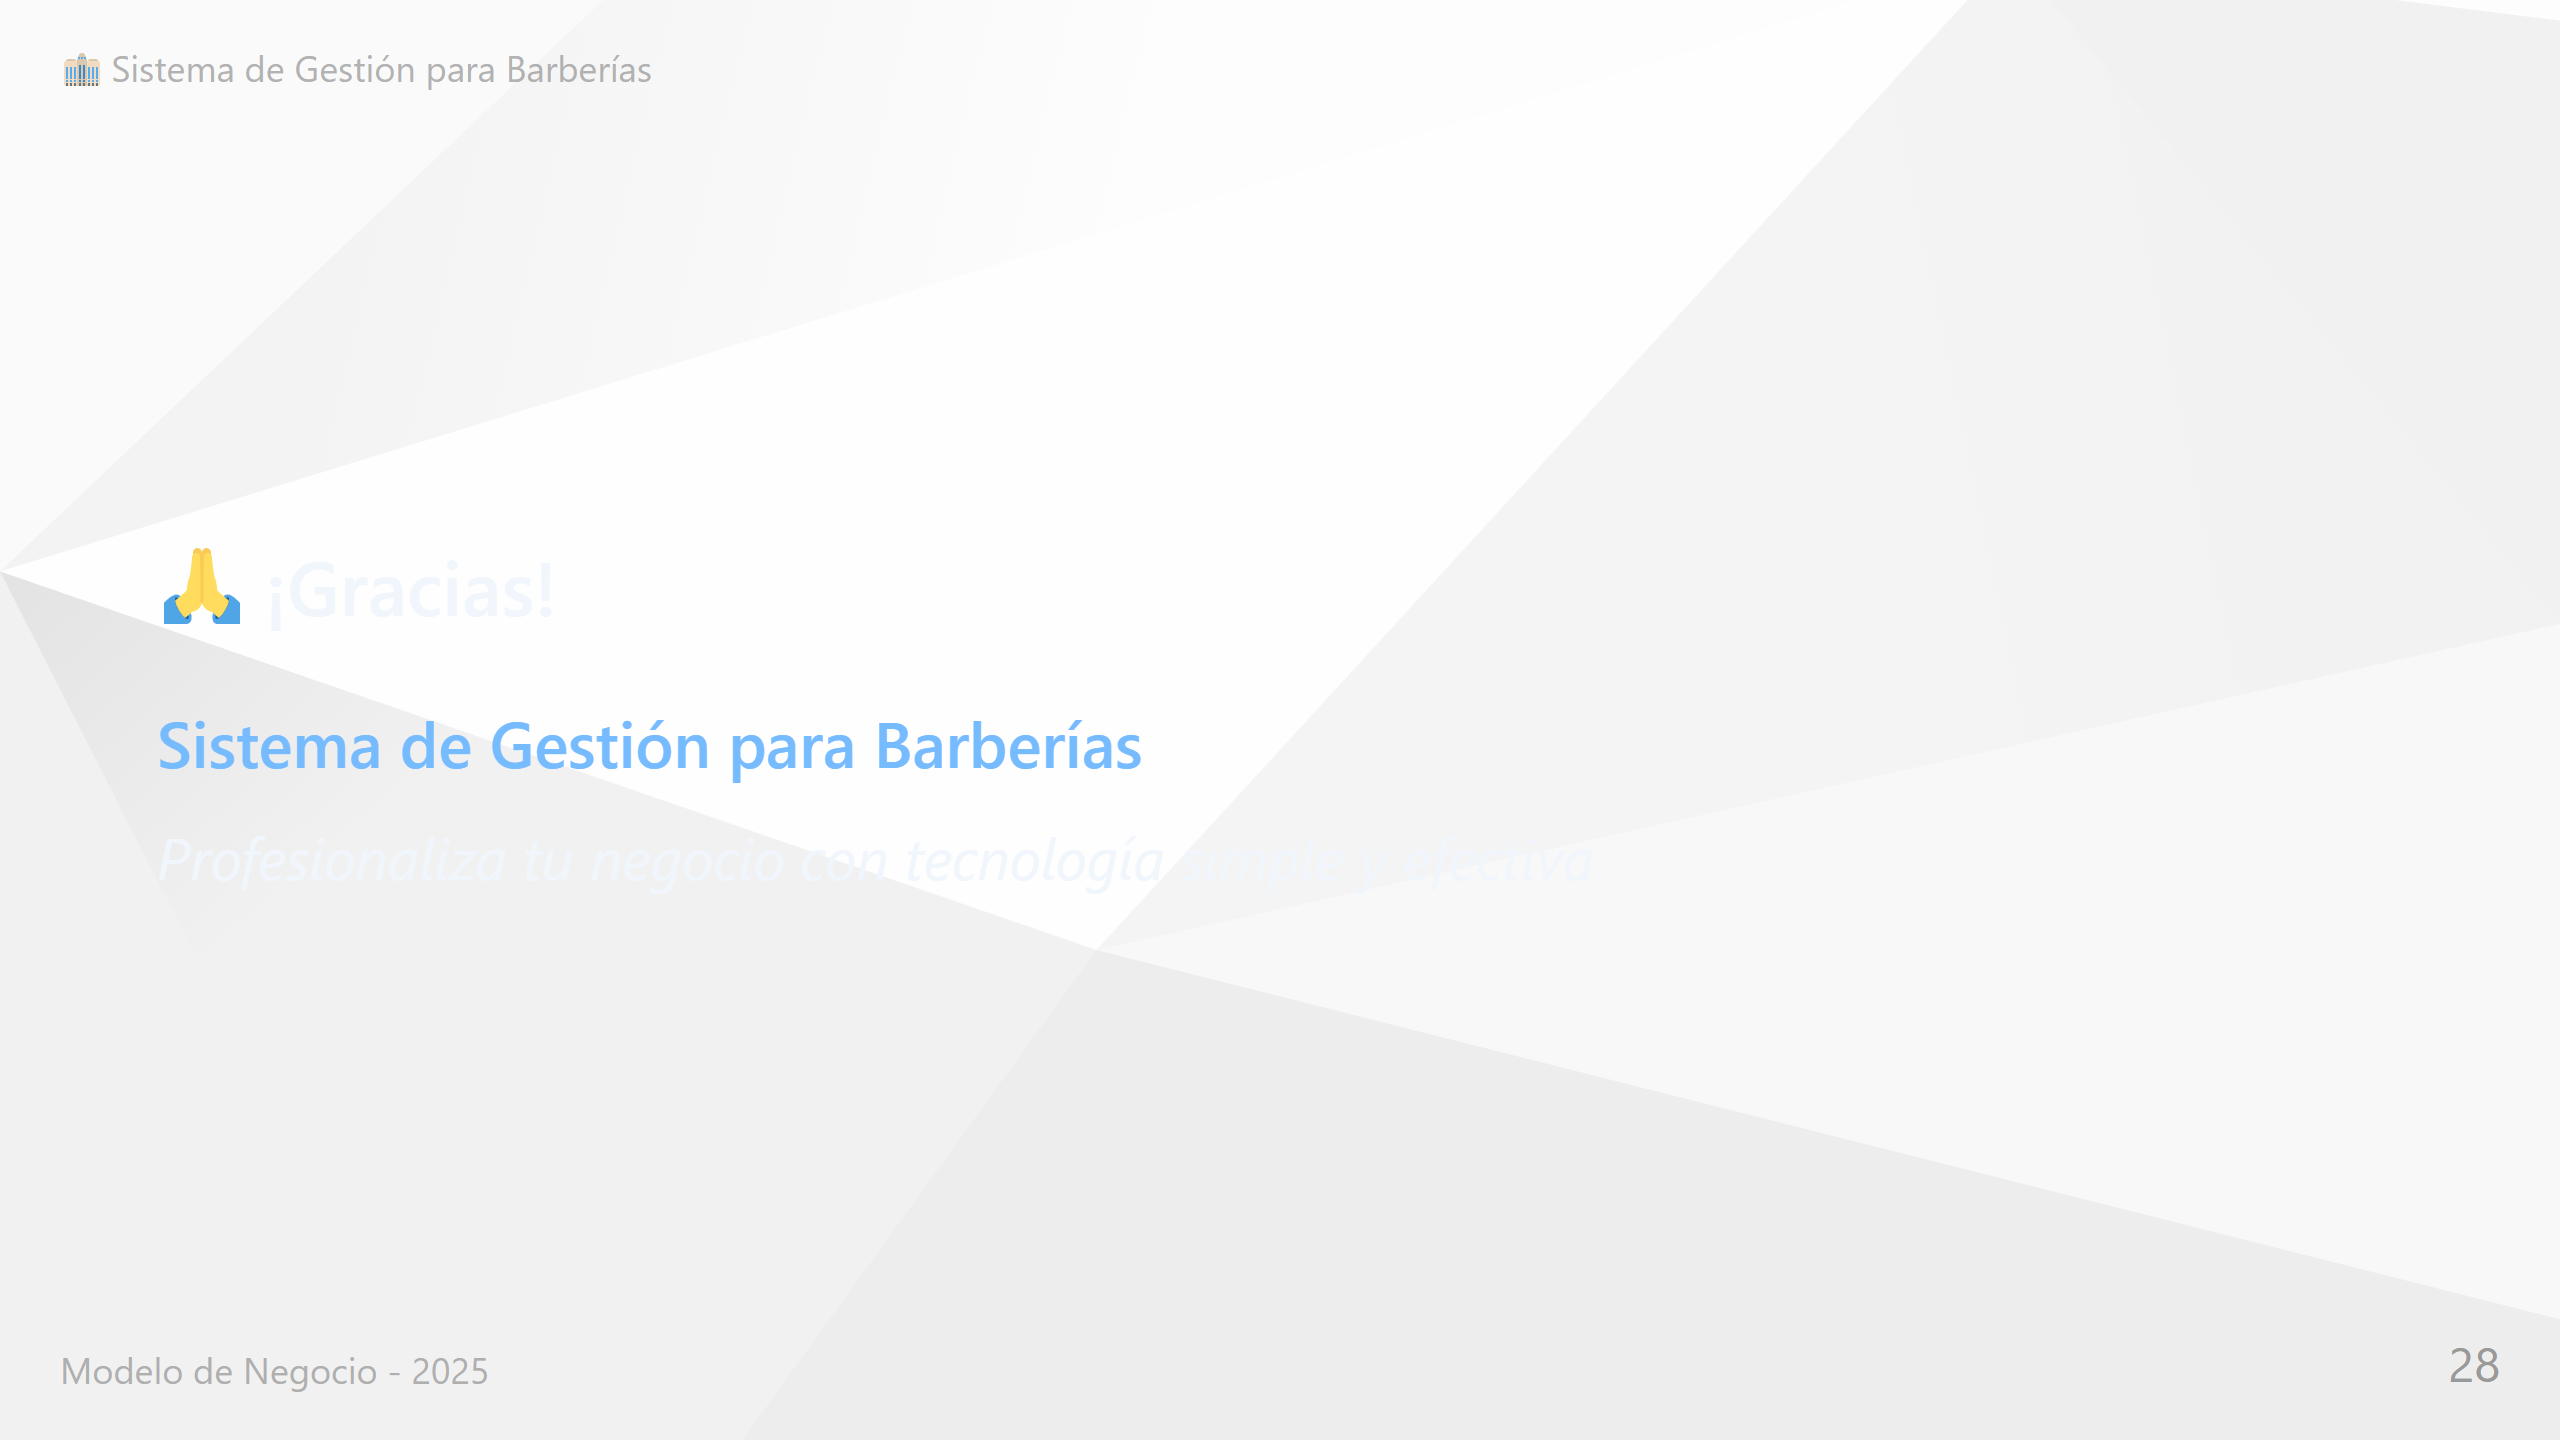 🏬 Sistema de Gestión para Barberías
🙏 ¡Gracias!
Sistema de Gestión para Barberías
Profesionaliza tu negocio con tecnología simple y efectiva
Modelo de Negocio - 2025
28